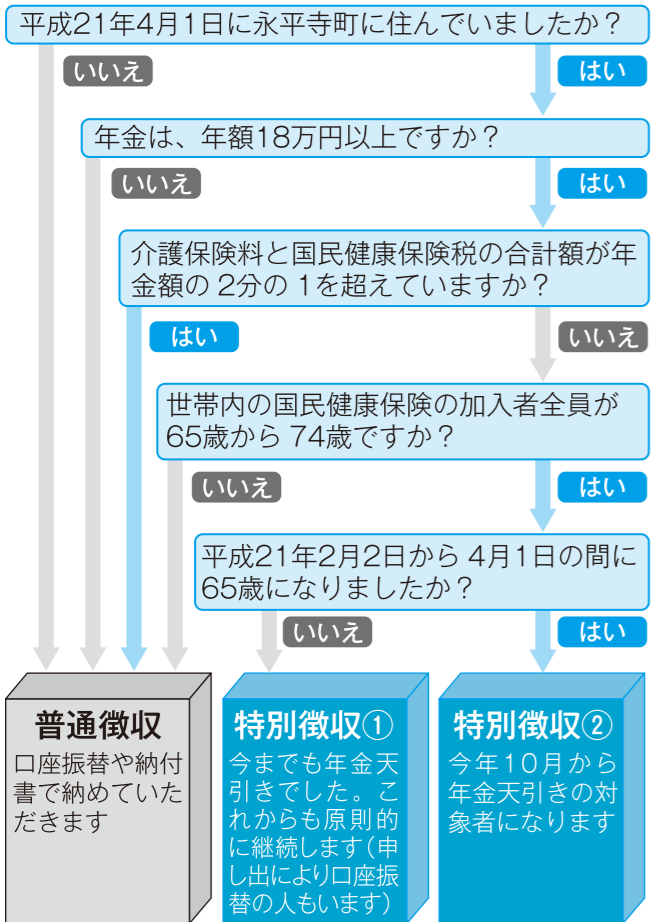 平成21年4月1日に永平寺町に住んでいましたか？
いいえ
はい
年金は、年額18万円以上ですか？
いいえ
はい
介護保険料と国民健康保険税の合計額が年
金額の 2分の 1を超えていますか？
はい
いいえ
世帯内の国民健康保険の加入者全員が
65歳から 74歳ですか？
いいえ
はい
平成21年2月2日から 4月1日の間に
65歳になりましたか？
いいえ
はい
普通徴収
口座振替や納付
書で納めていた
だきます
特別徴収①
今までも年金天
引きでした。こ
れからも原則的
に継続します（申
し出により口座振
替の人もいます）
特別徴収②
今年10月から
年金天引きの対
象者になります